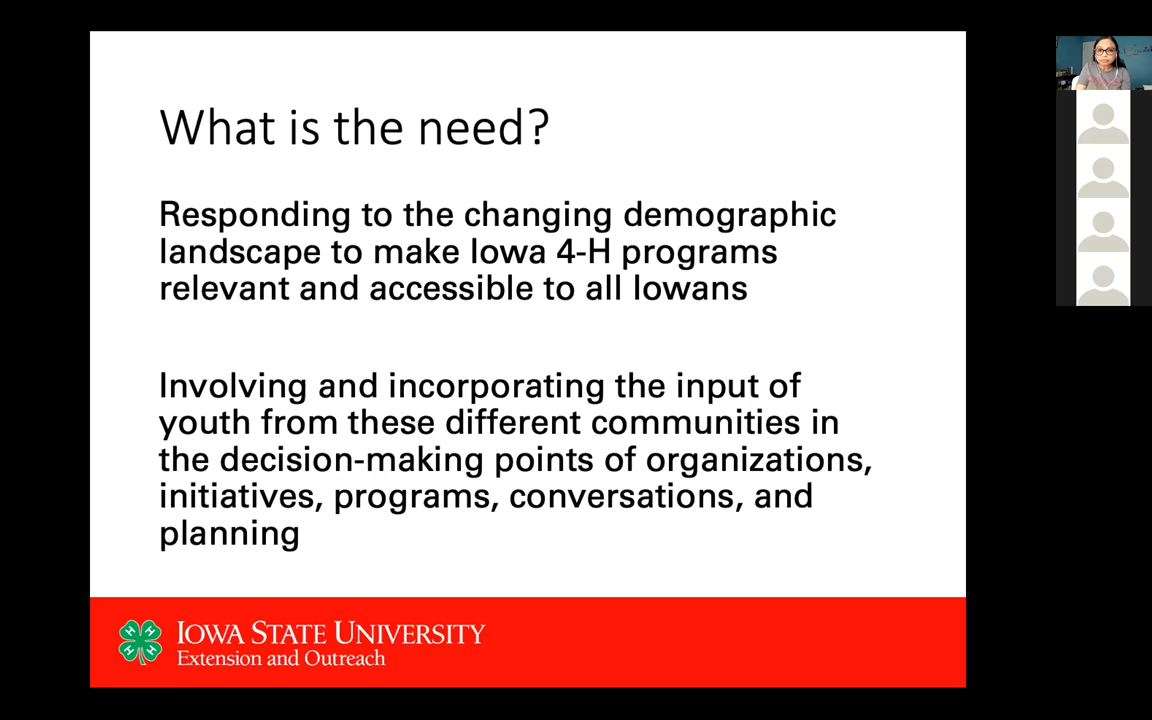 What is the need?
Responding to the changing demographic
landscape to make Iowa 4-H programs
relevant and accessible to all Iowans
Involving and incorporating the input of
youth from these different communities in
the decision-making points of organizations,
initiatives, programs, conversations, and
planning
H H
H H
IOWA STATE UNIVERSITY
Extension and Outreach